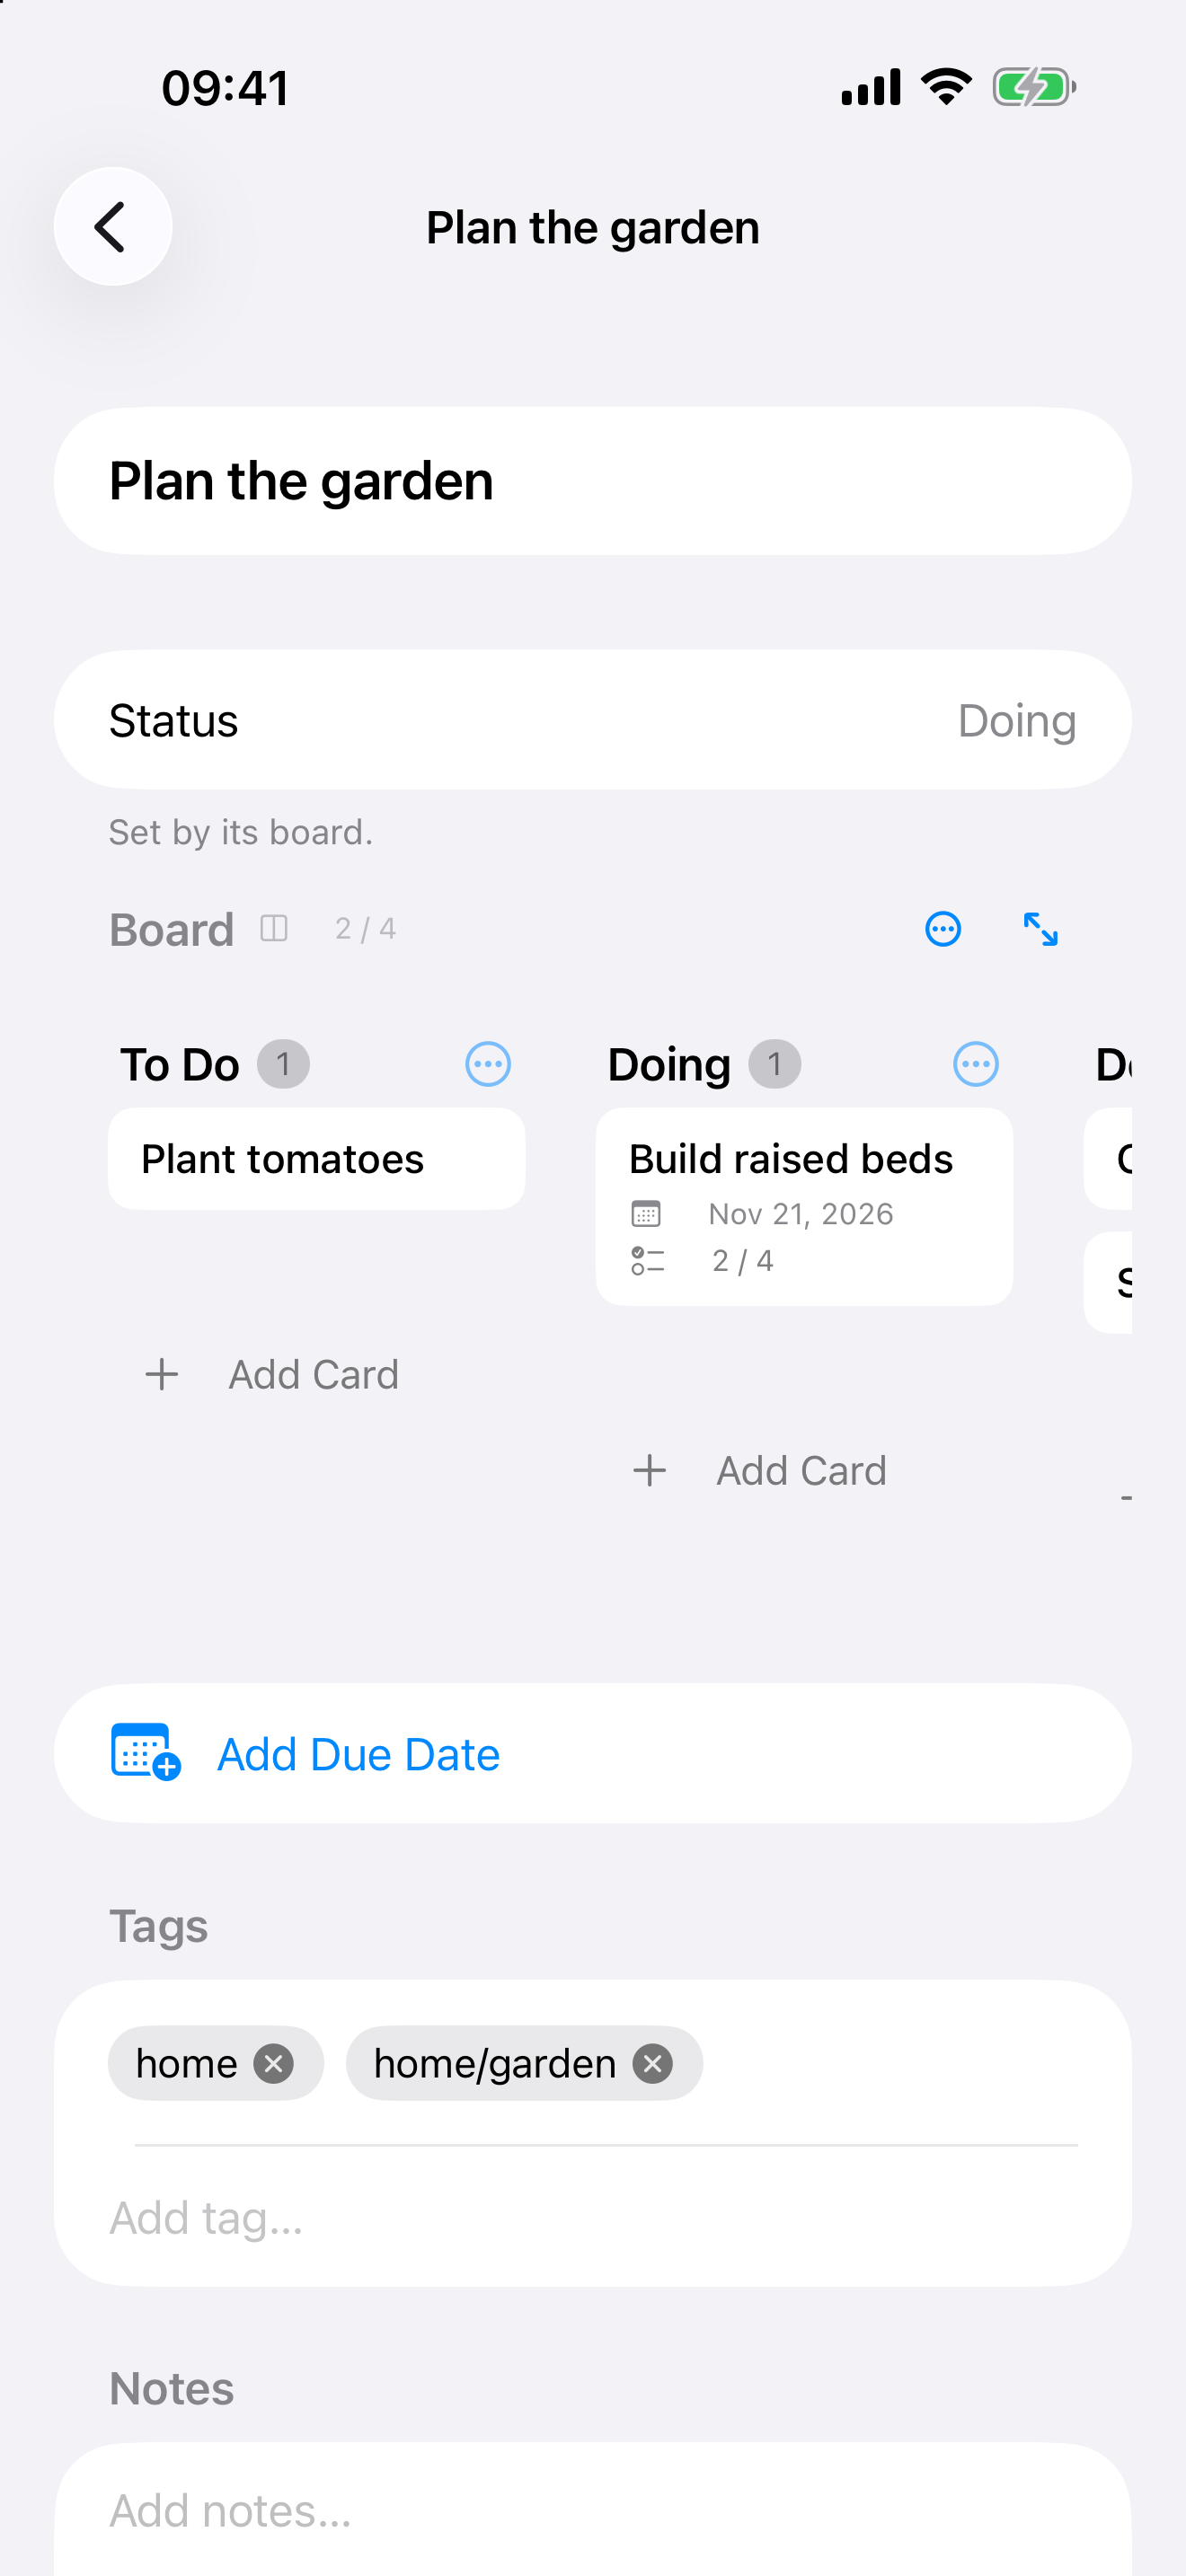 09:41
Plan the garden
Plan the garden
Status Doing
Set by its board.
Board 2 / 4
To Do 1 Doing 1
Plant tomatoes
Build raised beds
Nov 21, 2026
2 / 4
Add Card
Add Card
Add Due Date
Tags
home home/garden
Add tag...
Notes
Add notes...